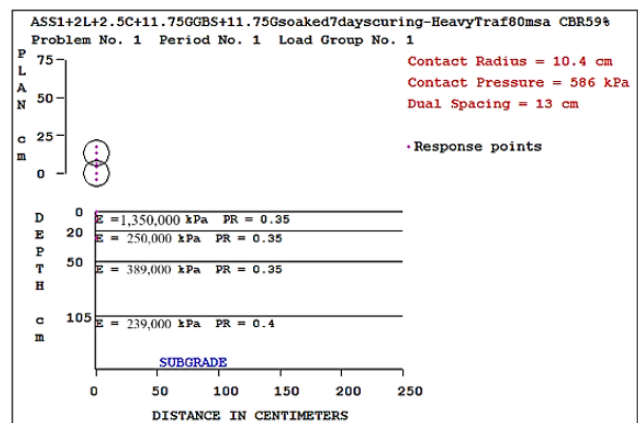 ASS1+2L+2.5C+11.75GGBS+11.75Gsoaked7dayscuring-HeavyTraf80msa CBR59%
Problem No. 1 Period No. 1 Load Group No. 1
PLAN cm
75
50
25
0
Contact Radius = 10.4 cm
Contact Pressure = 586 kPa
Dual Spacing = 13 cm
Response points
DEPTH cm
0
E =1,350,000 kPa PR = 0.35
20
E = 250,000 kPa PR = 0.35
50
E = 389,000 kPa PR = 0.35
105
E = 239,000 kPa PR = 0.4
SUBGRADE
0 50 100 150 200 250
DISTANCE IN CENTIMETERS